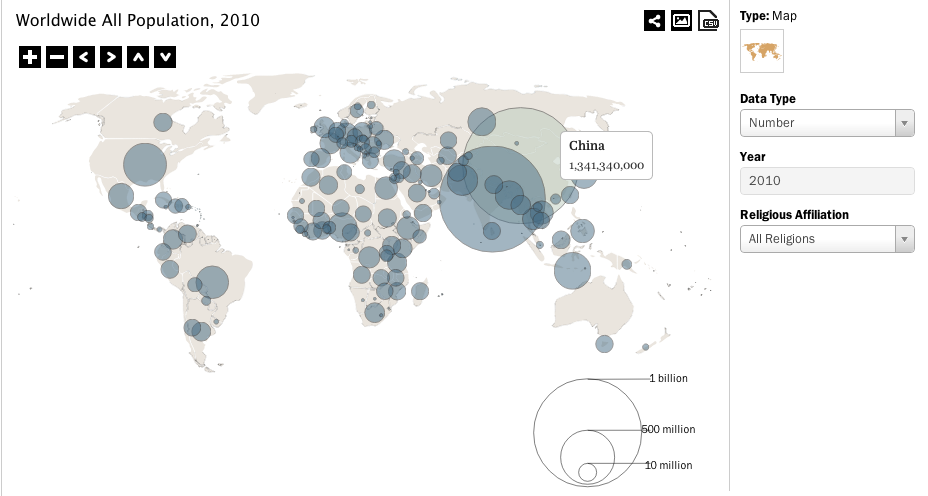 Worldwide All Population, 2010
CSV
Type: Map
Data Type
Number
China
1,341,340,000
Year
2010
Religious Affiliation
All Religions
1 billion
500 million
10 million